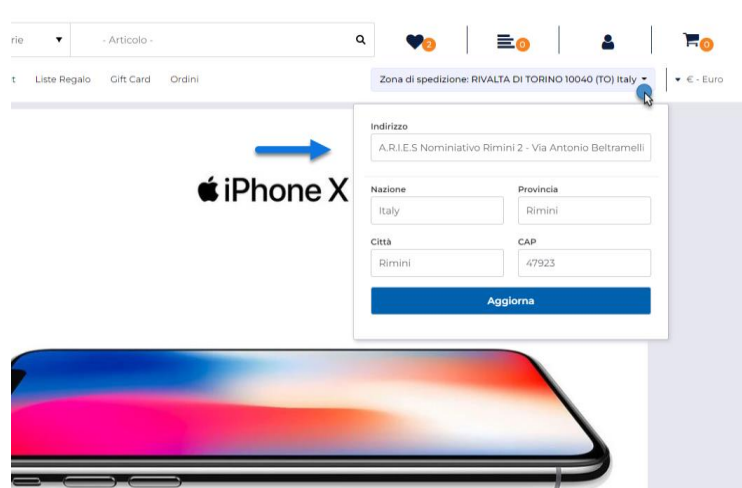 rie - Articolo - 2 0 0
t Liste Regalo Gift Card Ordini Zona di spedizione: RIVALTA DI TORINO 10040 (TO) Italy € - Euro
Indirizzo
A.R.I.E.S Nominativo Rimini 2 - Via Antonio Beltramelli
iPhone X
Nazione Provincia
Italy Rimini
Città CAP
Rimini 47923
Aggiorna